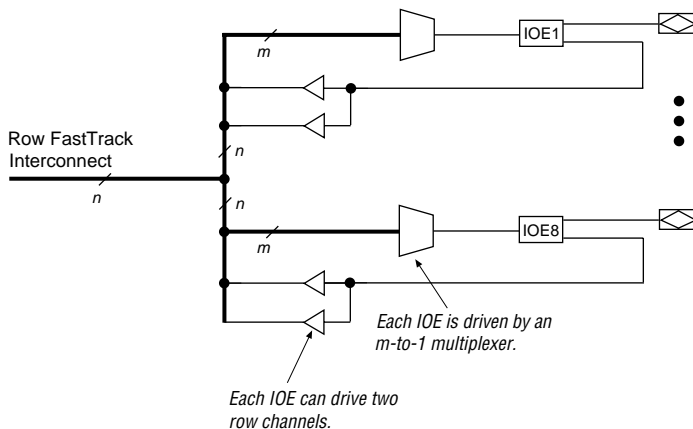 m
IOE1
n
Row FastTrack
Interconnect
n
n
m
IOE8
Each IOE is driven by an
m-to-1 multiplexer.
Each IOE can drive two
row channels.